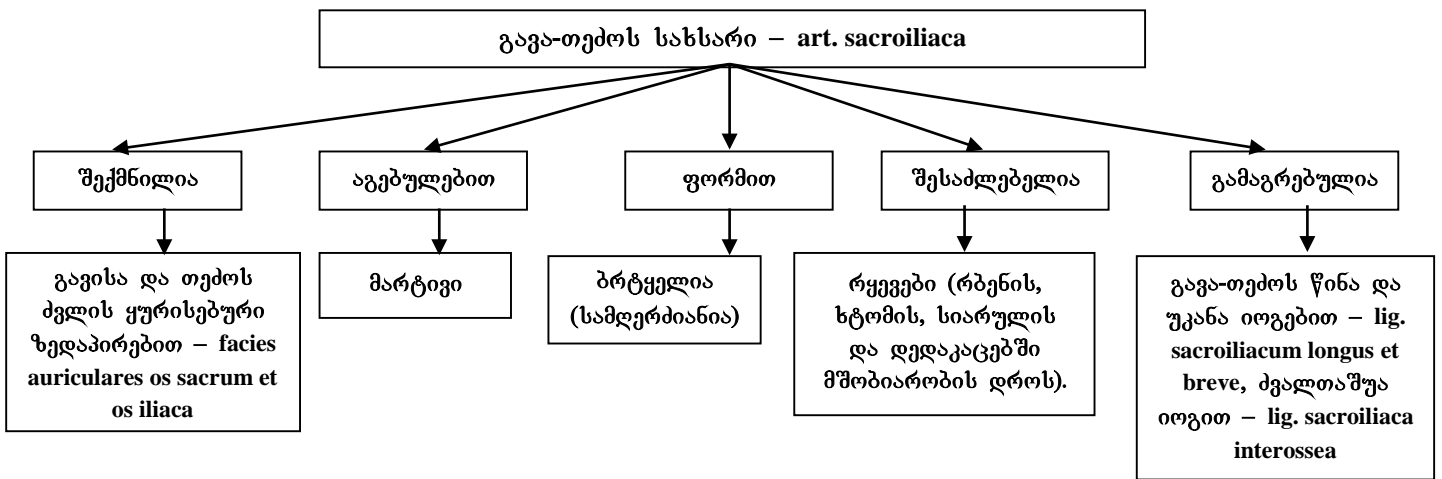 გავა-თეძოს სახსარი – art. sacroiliaca
შექმნილია
აგებულებით
ფორმით
შესაძლებელია
გამაგრებულია
გავისა და თეძოს
ძვლის ყურისებური
ზედაპირებით – facies
auriculares os sacrum et
os iliaca
მარტივი
ბრტყელია
(სამღერძიანია)
რყევები (რბენის,
ხტომის, სიარულის
და დედაკაცებში
მშობიარობის დროს).
გავა-თეძოს წინა და
უკანა იოგებით – lig.
sacroiliacum longus et
breve, ძვალთაშუა
იოგით – lig. sacroiliaca
interossea